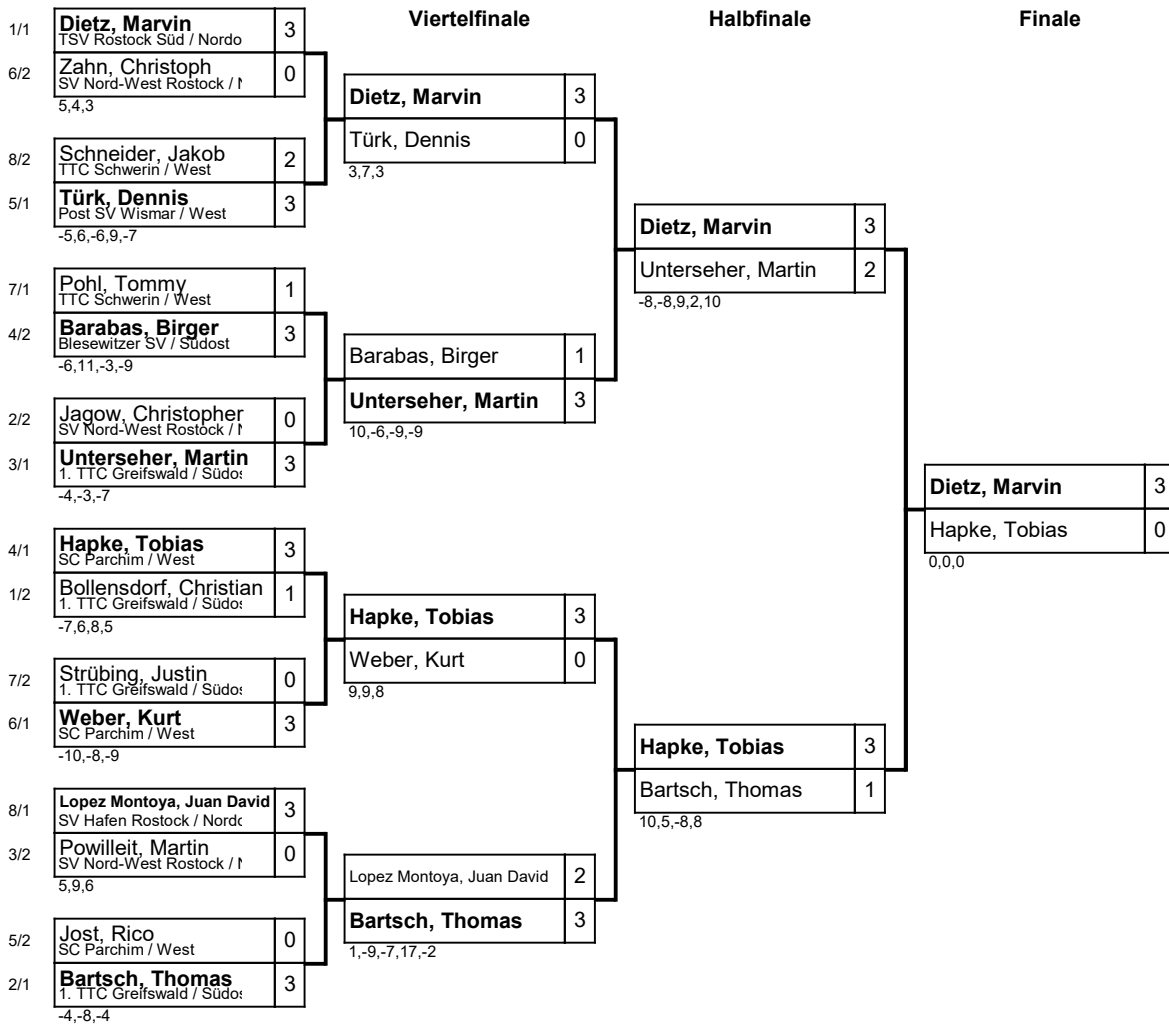 Viertelfinale
Halbfinale
Finale
1/1 Dietz, Marvin 3
TSV Rostock Süd / Nordo
6/2 Zahn, Christoph 0
SV Nord-West Rostock /
5,4,3
8/2 Schneider, Jakob 2
TTC Schwerin / West
5/1 Türk, Dennis 3
Post SV Wismar / West
-5,6,-6,9,-7
7/1 Pohl, Tommy 1
TTC Schwerin / West
4/2 Barabas, Birger 3
Blesewitzer SV / Südost
-6,11,-3,-9
2/2 Jagow, Christopher 0
SV Nord-West Rostock /
3/1 Unterseher, Martin 3
1. TTC Greifswald / Südos
-4,-3,-7
4/1 Hapke, Tobias 3
SC Parchim / West
1/2 Bollensdorf, Christian 1
1. TTC Greifswald / Südos
-7,6,8,5
7/2 Strübing, Justin 0
1. TTC Greifswald / Südos
6/1 Weber, Kurt 3
SC Parchim / West
-10,-8,-9
8/1 Lopez Montoya, Juan David 3
SV Hafen Rostock / Nordo
3/2 Powilleit, Martin 0
SV Nord-West Rostock /
5,9,6
5/2 Jost, Rico 0
SC Parchim / West
2/1 Bartsch, Thomas 3
1. TTC Greifswald / Südos
-4,-8,-4
Dietz, Marvin 3
Türk, Dennis 0
3,7,3
Barabas, Birger 1
Unterseher, Martin 3
10,-6,-9,-9
Hapke, Tobias 3
Weber, Kurt 0
9,9,8
Lopez Montoya, Juan David 2
Bartsch, Thomas 3
1,-9,-7,17,-2
Dietz, Marvin 3
Unterseher, Martin 2
-8,-8,9,2,10
Hapke, Tobias 3
Bartsch, Thomas 1
10,5,-8,8
Dietz, Marvin 3
Hapke, Tobias 0
0,0,0